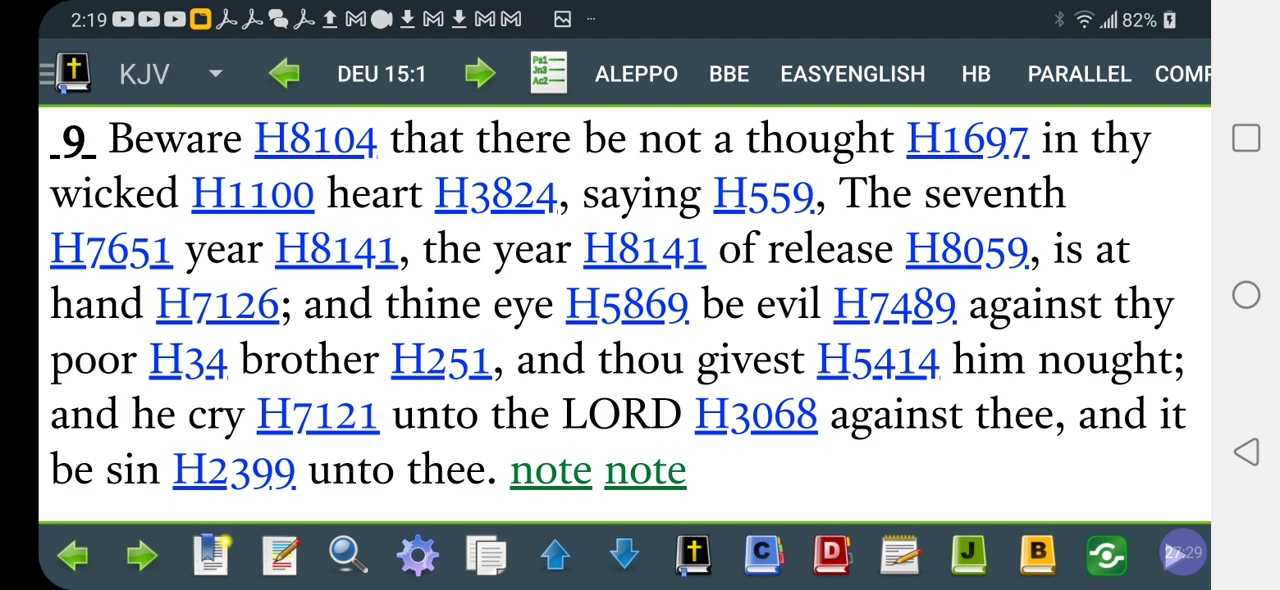 2:19 ... 82%
KJV DEU 15:1 Ps1 Jn3 Ac2 ALEPPO BBE EASYENGLISH HB PARALLEL COMP
9 Beware H8104 that there be not a thought H1697 in thy
wicked H1100 heart H3824, saying H559, The seventh
H7651 year H8141, the year H8141 of release H8059, is at
hand H7126; and thine eye H5869 be evil H7489 against thy
poor H34 brother H251, and thou givest H5414 him nought;
and he cry H7121 unto the LORD H3068 against thee, and it
be sin H2399 unto thee. note note
C D J B 27:29